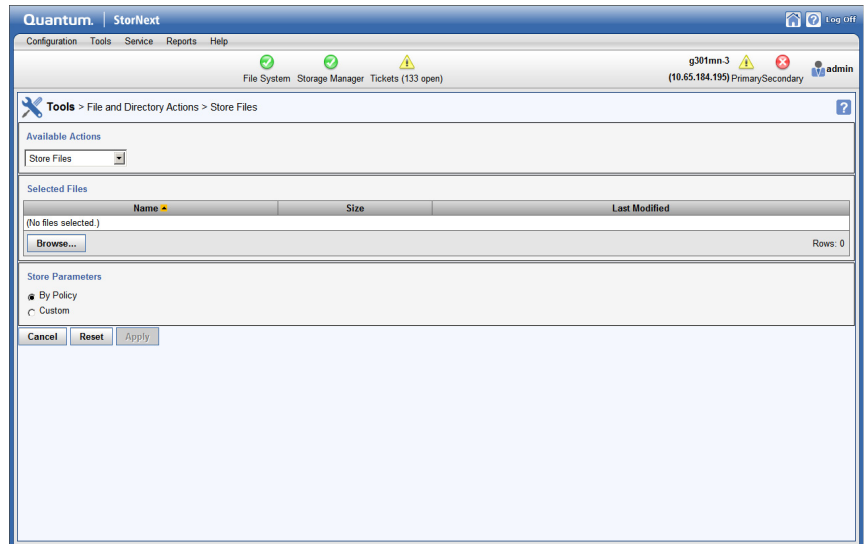 Quantum. StorNext
Log Off
Configuration Tools Service Reports Help
File System Storage Manager Tickets (133 open)
g301mn-3
(10.65.184.195) Primary Secondary
admin
Tools > File and Directory Actions > Store Files
Available Actions
Store Files
Selected Files
Name Size Last Modified
(No files selected.)
Browse... Rows: 0
Store Parameters
By Policy
Custom
Cancel Reset Apply